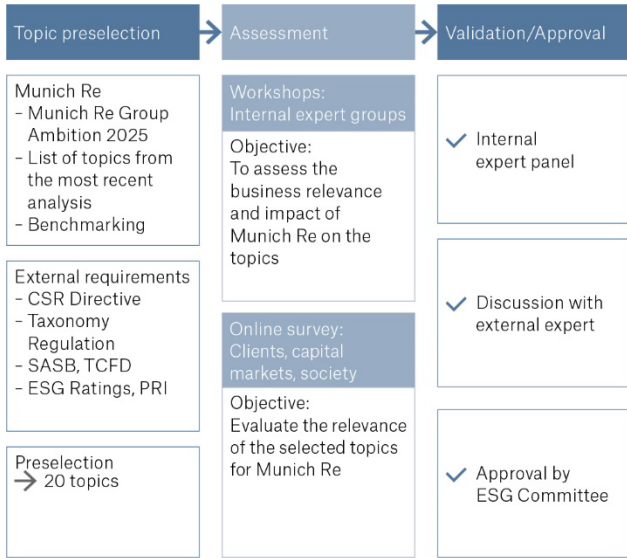 Topic preselection
Munich Re
– Munich Re Group
Ambition 2025
– List of topics from
the most recent
analysis
– Benchmarking
External requirements
– CSR Directive
– Taxonomy
Regulation
– SASB, TCFD
– ESG Ratings, PRI
Preselection
→ 20 topics
Assessment
Workshops:
Internal expert groups
Objective:
To assess the
business relevance
and impact of
Munich Re on the
topics
Online survey:
Clients, capital
markets, society
Objective:
Evaluate the relevance
of the selected topics
for Munich Re
Validation/Approval
Internal
expert panel
Discussion with
external expert
Approval by
ESG Committee